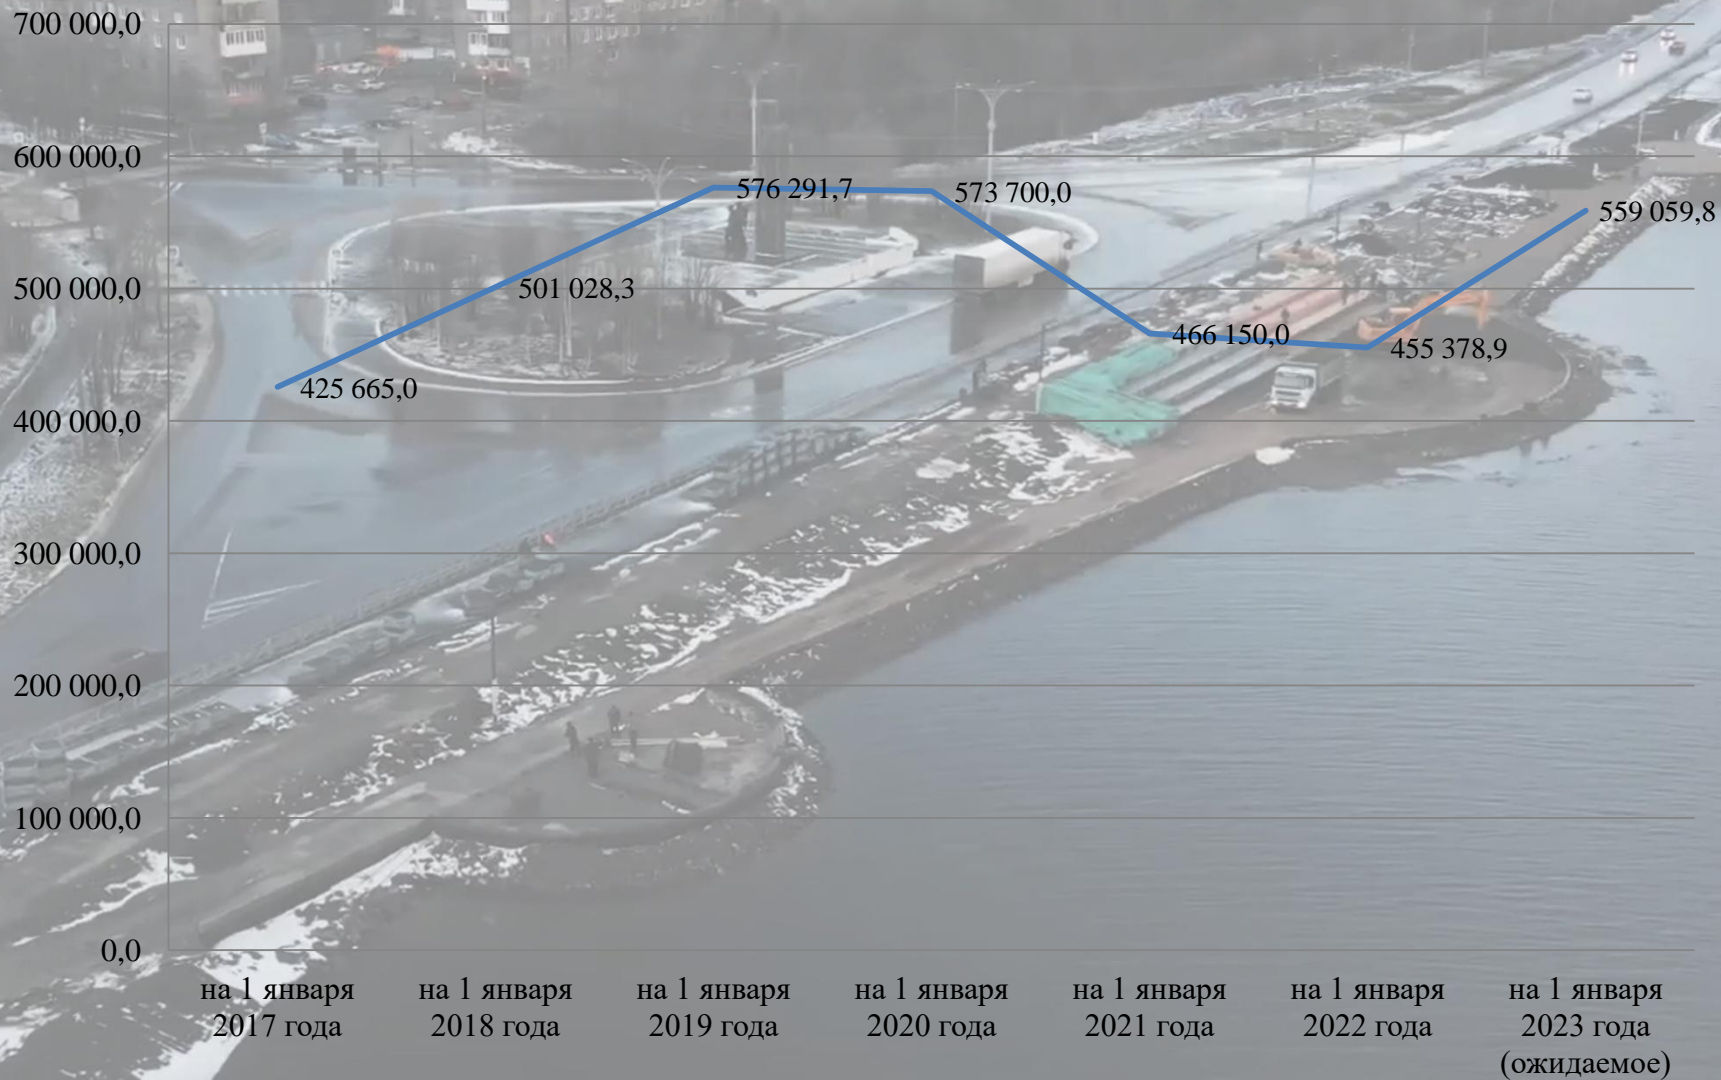 700 000,0
600 000,0
500 000,0
400 000,0
300 000,0
200 000,0
100 000,0
0,0
425 665,0
501 028,3
576 291,7
573 700,0
466 150,0
455 378,9
559 059,8
на 1 января
2017 года
на 1 января
2018 года
на 1 января
2019 года
на 1 января
2020 года
на 1 января
2021 года
на 1 января
2022 года
на 1 января
2023 года
(ожидаемое)